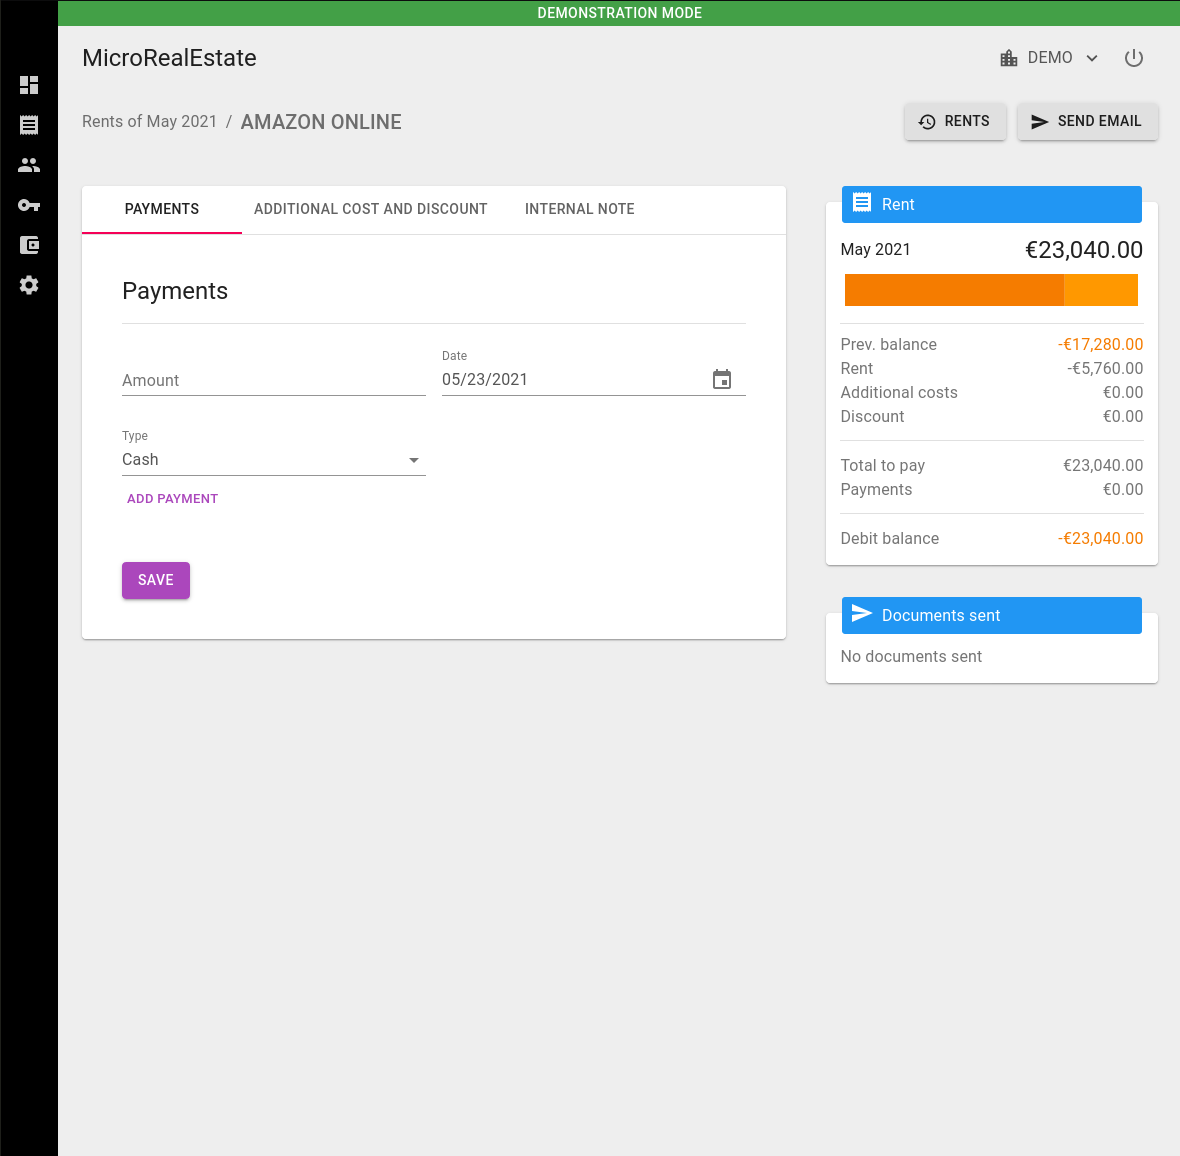 DEMONSTRATION MODE
MicroRealEstate
DEMO
Rents of May 2021 / AMAZON ONLINE
RENTS
SEND EMAIL
PAYMENTS
ADDITIONAL COST AND DISCOUNT
INTERNAL NOTE
Payments
Amount
Date
05/23/2021
Type
Cash
ADD PAYMENT
SAVE
Rent
May 2021 €23,040.00
Prev. balance -€17,280.00
Rent -€5,760.00
Additional costs €0.00
Discount €0.00
Total to pay €23,040.00
Payments €0.00
Debit balance -€23,040.00
Documents sent
No documents sent